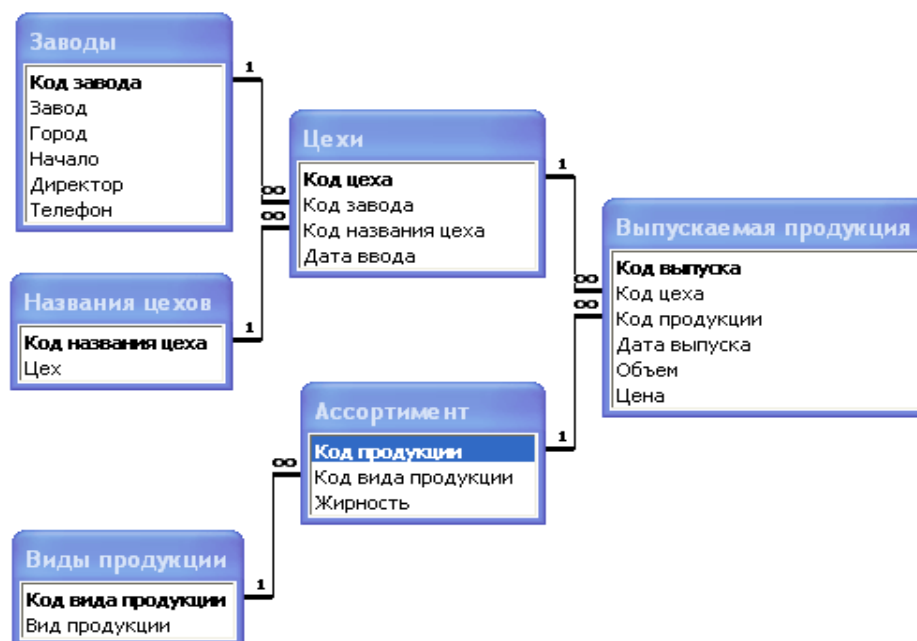 Заводы
Код завода
Завод
Город
Начало
Директор
Телефон
1
∞
Названия цехов
Код названия цеха
Цех
1
∞
Цехи
Код цеха
Код завода
Код названия цеха
Дата ввода
1
∞
Выпускаемая продукция
Код выпуска
Код цеха
Код продукции
Дата выпуска
Объем
Цена
Ассортимент
Код продукции
Код вида продукции
Жирность
1
∞
Виды продукции
Код вида продукции
Вид продукции
1
∞